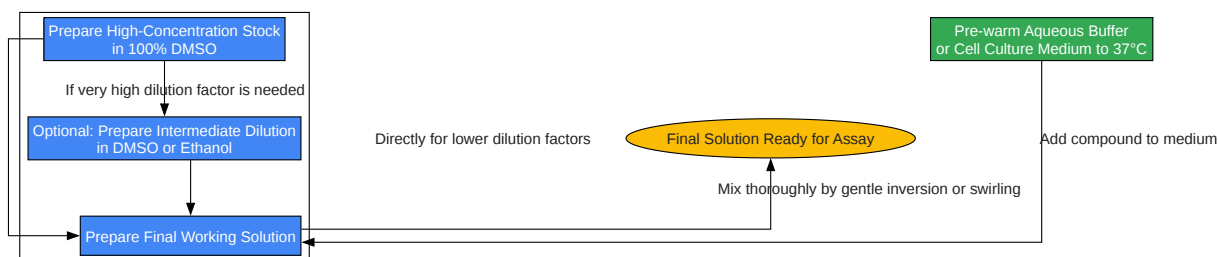 Prepare High-Concentration Stock
in 100% DMSO
Pre-warm Aqueous Buffer
or Cell Culture Medium to 37°C
If very high dilution factor is needed
Optional: Prepare Intermediate Dilution
in DMSO or Ethanol
Directly for lower dilution factors
Final Solution Ready for Assay
Add compound to medium
Mix thoroughly by gentle inversion or swirling
Prepare Final Working Solution